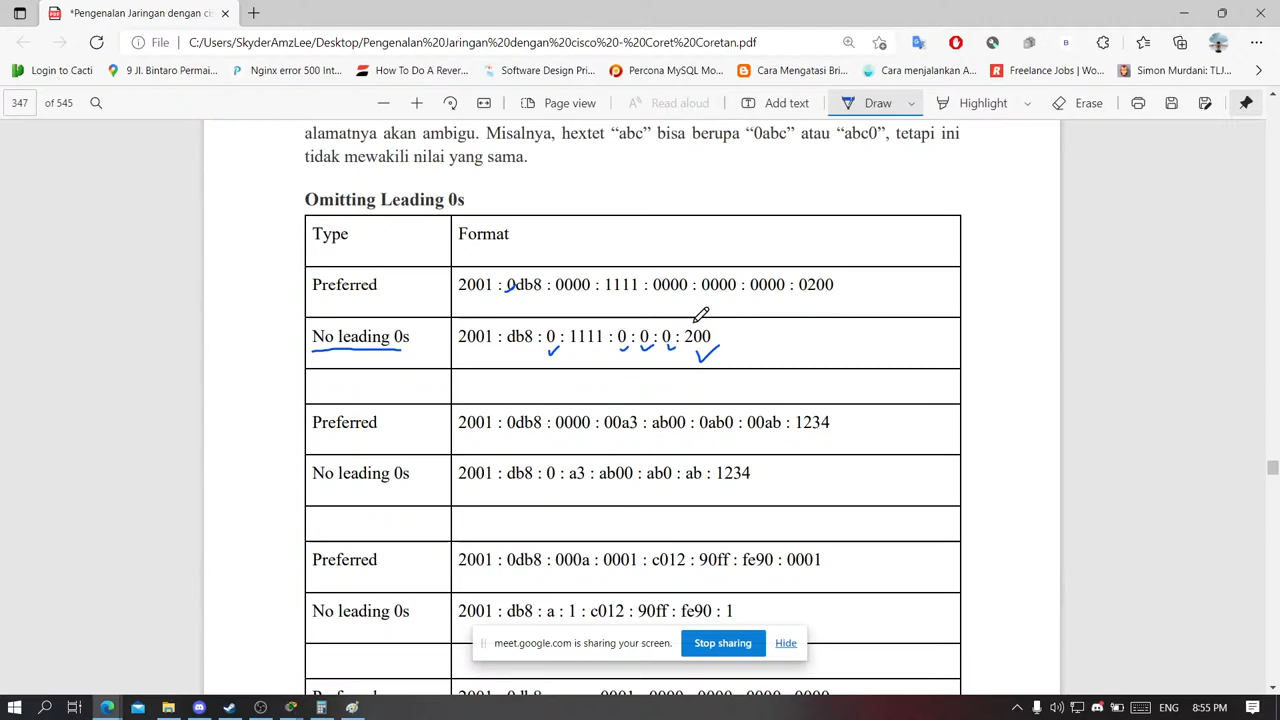 *Pengenalan Jaringan dengan cis
File
C:/Users/SkyderAmzLee/Desktop/Pengenalan%20Jaringan%20dengan%20cisco%20-%20Coret%20Coretan.pdf
Login to Cacti
9 Jl. Bintaro Permai...
Nginx error 500 Int...
How To Do A Rever...
Software Design Pri...
Percona MySQL Mo...
Cara Mengatasi Bri...
Cara menjalankan A...
Freelance Jobs | Wo...
Simon Murdani: TLJ...
347 of 545
Page view
Read aloud
Add text
Draw
Highlight
Erase
alamatnya akan ambigu. Misalnya, hextet “abc” bisa berupa “0abc” atau “abc0”, tetapi ini
tidak mewakili nilai yang sama.
Omitting Leading 0s
Type Format
Preferred 2001 : 0db8 : 0000 : 1111 : 0000 : 0000 : 0000 : 0200
No leading 0s 2001 : db8 : 0 : 1111 : 0 : 0 : 0 : 200
Preferred 2001 : 0db8 : 0000 : 00a3 : ab00 : 0ab0 : 00ab : 1234
No leading 0s 2001 : db8 : 0 : a3 : ab00 : ab0 : ab : 1234
Preferred 2001 : 0db8 : 000a : 0001 : c012 : 90ff : fe90 : 0001
No leading 0s 2001 : db8 : a : 1 : c012 : 90ff : fe90 : 1
meet.google.com is sharing your screen.
Stop sharing
Hide
8:55 PM